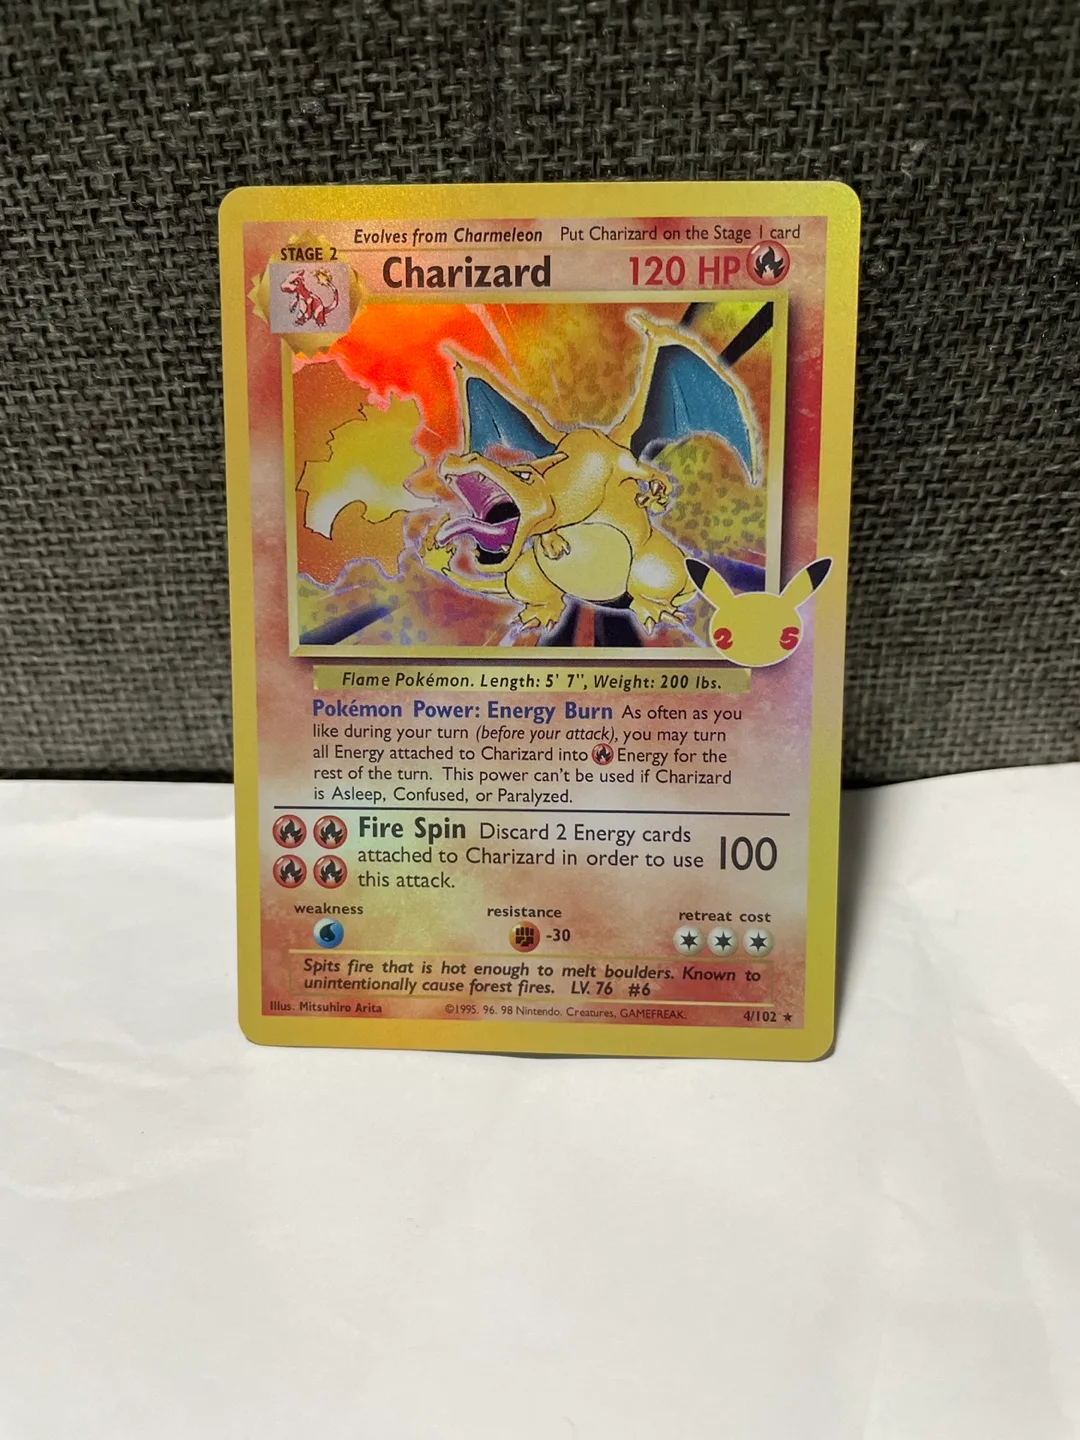 Evolves from Charmeleon Put Charizard on the Stage 1 card
STAGE 2
Charizard 120 HP
25
Flame Pokémon. Length: 5' 7", Weight: 200 lbs.
Pokémon Power: Energy Burn As often as you
like during your turn (before your attack), you may turn
all Energy attached to Charizard into Energy for the
rest of the turn. This power can't be used if Charizard
is Asleep, Confused, or Paralyzed.
Fire Spin Discard 2 Energy cards
attached to Charizard in order to use 100
this attack.
weakness resistance retreat cost
-30
Spits fire that is hot enough to melt boulders. Known to
unintentionally cause forest fires. LV. 76 #6
Illus. Mitsuhiro Arita ©1995, 96, 98 Nintendo, Creatures, GAMEFREAK. 4/102 ★